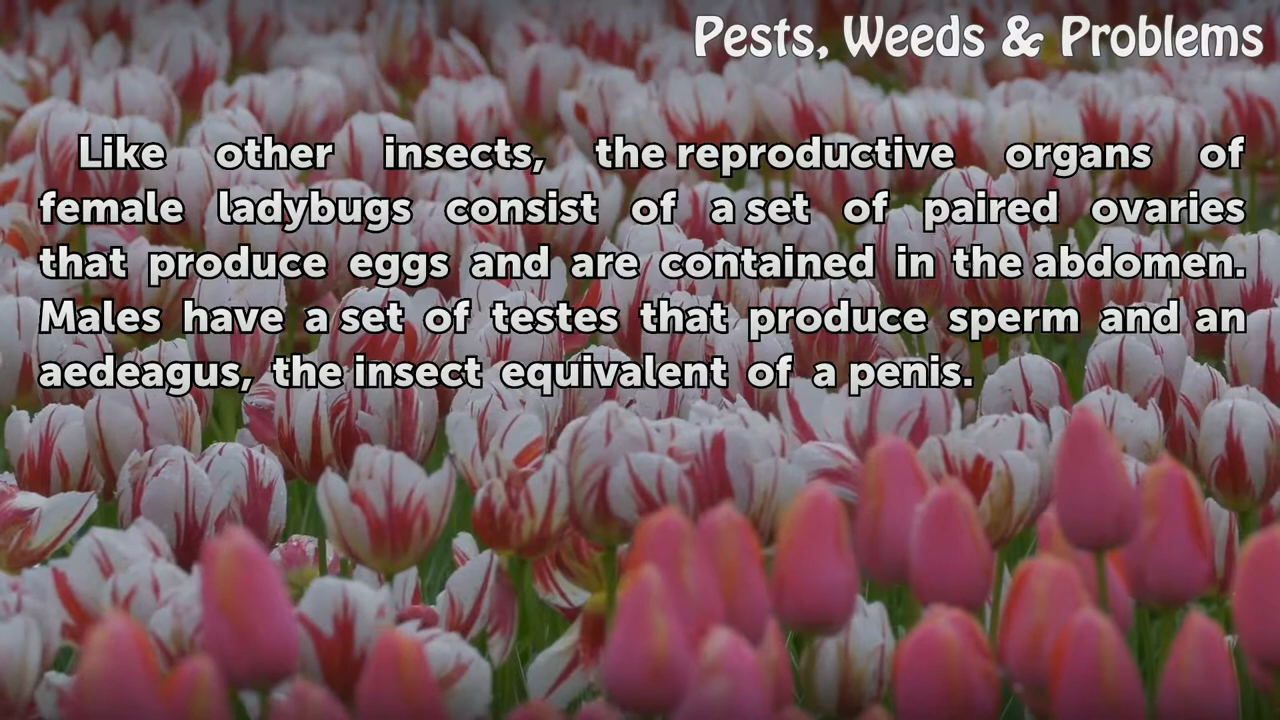 Pests, Weeds & Problems
Like other insects, the reproductive organs of
female ladybugs consist of a set of paired ovaries
that produce eggs and are contained in the abdomen.
Males have a set of testes that produce sperm and an
aedeagus, the insect equivalent of a penis.